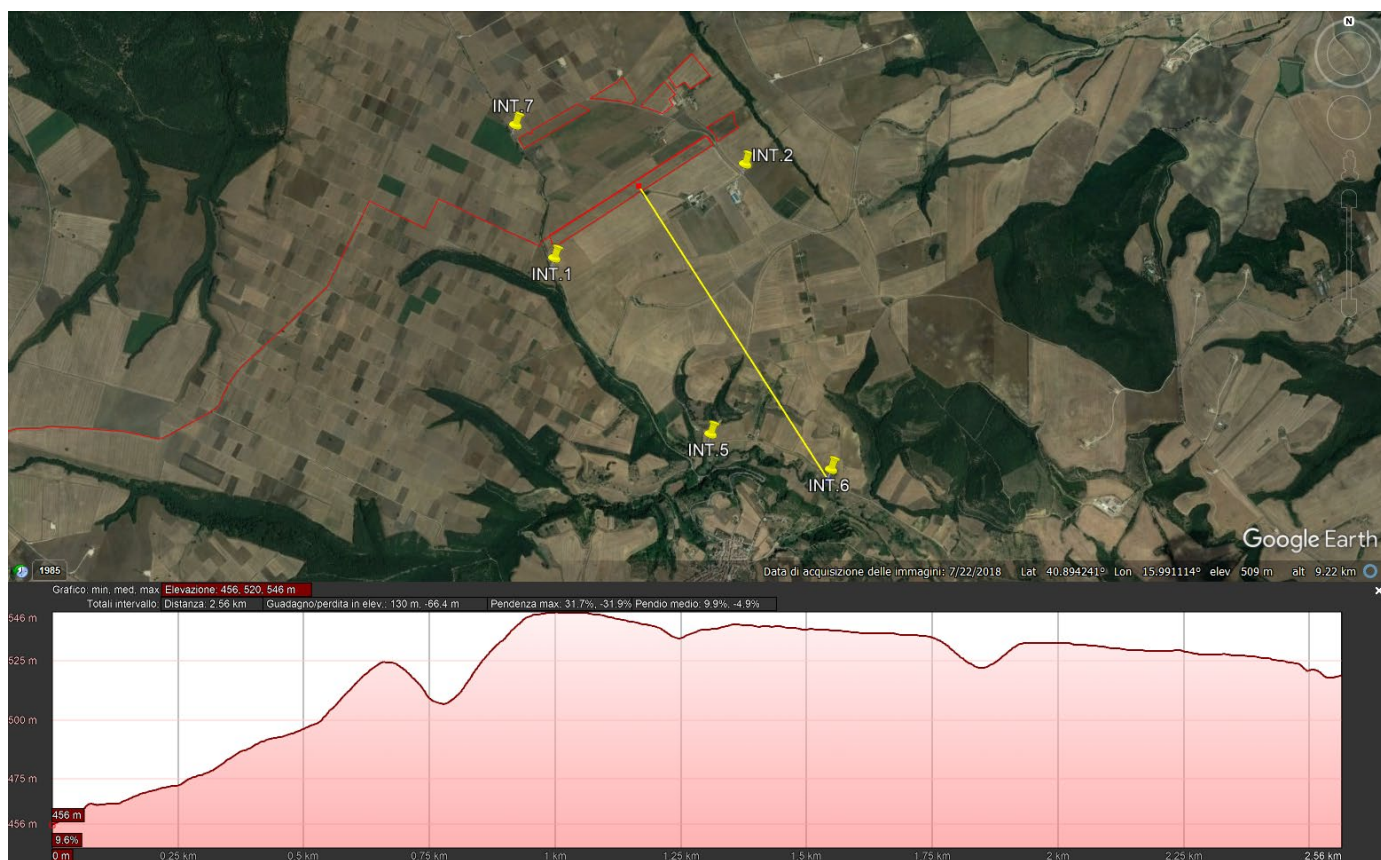 N
INT.7
INT.2
INT.1
INT.5
INT.6
Google Earth
1985
Data di acquisizione delle immagini: 7/22/2018 Lat 40.894241° Lon 15.991114° elev 509 m alt 9.22 km
Grafico: min. med. max Elevazione: 456, 520, 546 m
Totali intervallo: Distanza: 2.56 km Guadagno/perdita in elev.: 130 m, -66.4 m Pendenza max: 31.7%, -31.9% Pendio medio: 9.9%, -4.9%
546 m
525 m
500 m
475 m
456 m
456 m
9.6%
0 m 0.25 km 0.5 km 0.75 km 1 km 1.25 km 1.5 km 1.75 km 2 km 2.25 km 2.56 km